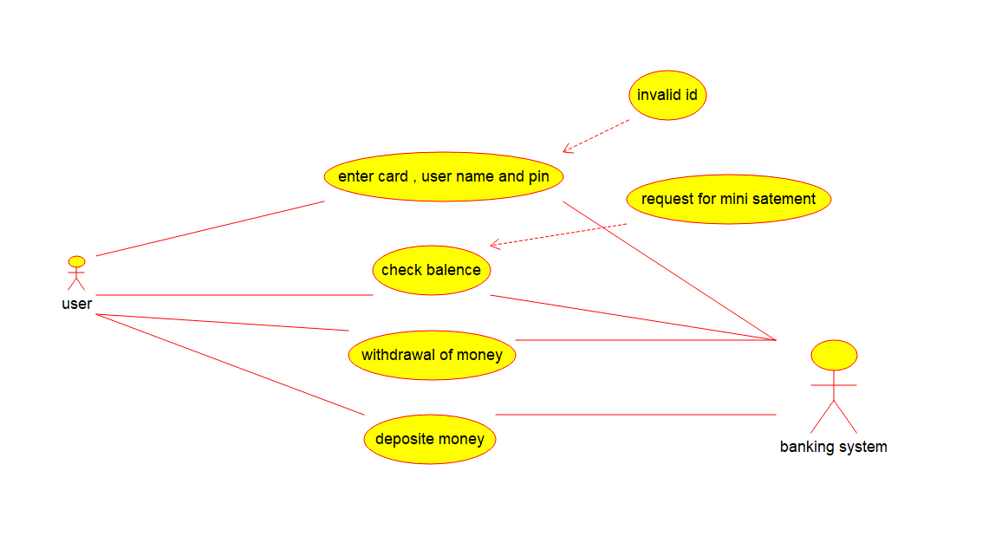 invalid id
enter card , user name and pin
request for mini satement
check balence
user
withdrawal of money
deposite money
banking system